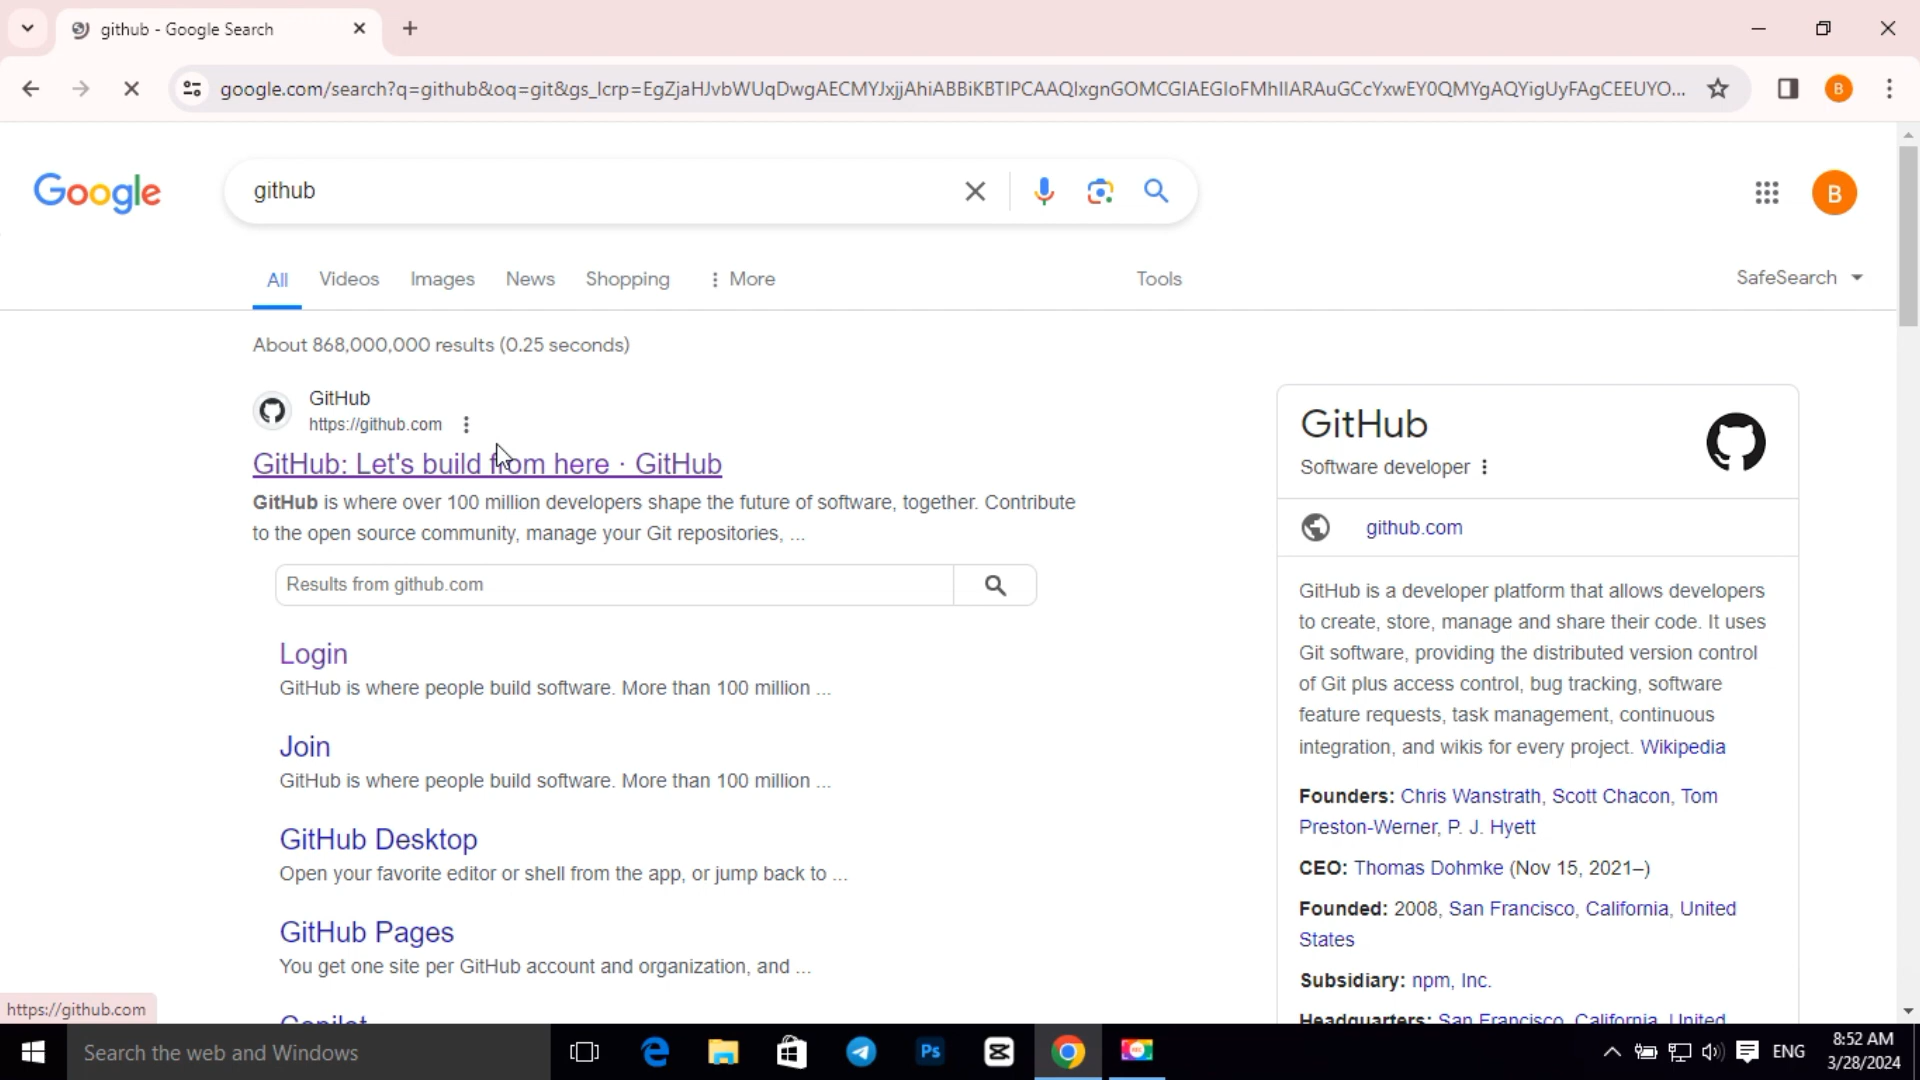 github - Google Search
google.com/search?q=github&oq=git&gs_lcrp=EgZjaHJvbWUqDwgAECMYJxjjAhiABBiKBTIPCAAQIxgnGOMCGIAEGIoFMhIIARAuGCcYxwEY0QMYgAQYigUyFAgCEEUYO...
B
Google
github
B
All
Videos
Images
News
Shopping
More
Tools
SafeSearch
About 868,000,000 results (0.25 seconds)
GitHub
https://github.com
GitHub: Let's build from here · GitHub
GitHub is where over 100 million developers shape the future of software, together. Contribute
to the open source community, manage your Git repositories, ...
Results from github.com
Login
GitHub is where people build software. More than 100 million ...
Join
GitHub is where people build software. More than 100 million ...
GitHub Desktop
Open your favorite editor or shell from the app, or jump back to ...
GitHub Pages
You get one site per GitHub account and organization, and ...
Copilot
GitHub
Software developer
github.com
GitHub is a developer platform that allows developers
to create, store, manage and share their code. It uses
Git software, providing the distributed version control
of Git plus access control, bug tracking, software
feature requests, task management, continuous
integration, and wikis for every project. Wikipedia
Founders: Chris Wanstrath, Scott Chacon, Tom
Preston-Werner, P. J. Hyett
CEO: Thomas Dohmke (Nov 15, 2021–)
Founded: 2008, San Francisco, California, United
States
Subsidiary: npm, Inc.
Headquarters: San Francisco, California, United
https://github.com
Search the web and Windows
Ps
ENG
8:52 AM
3/28/2024